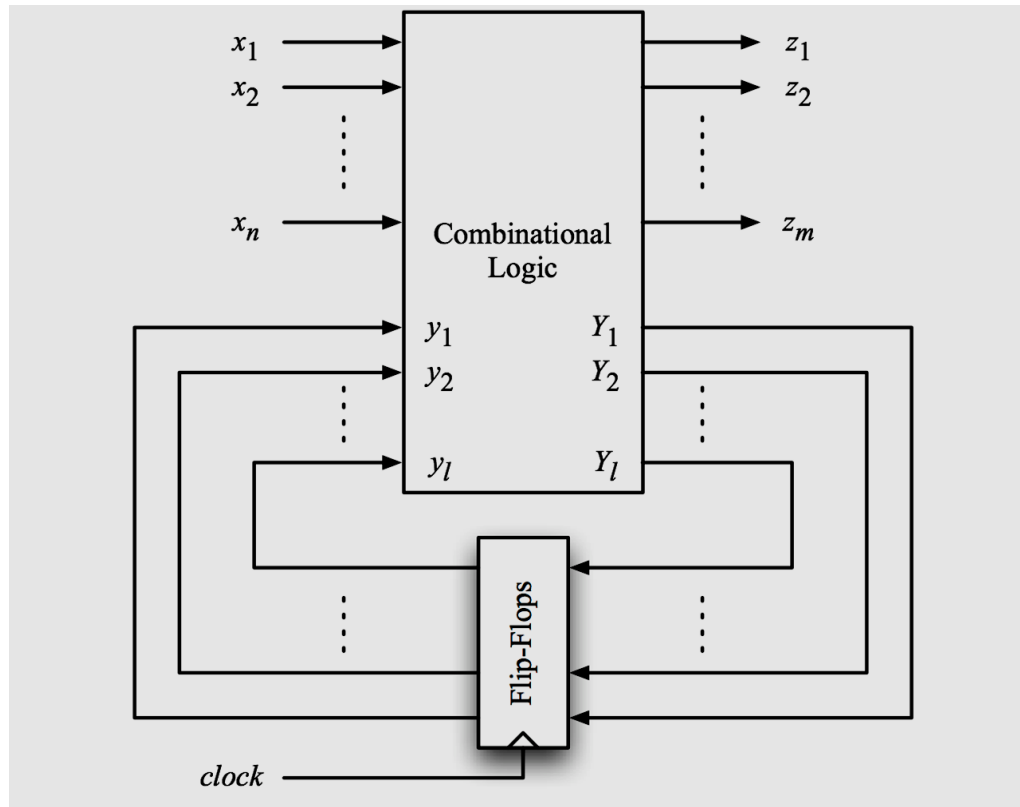 x1 z1
x2 z2
xn zm
Combinational
Logic
y1 Y1
y2 Y2
yl Yl
Flip-Flops
clock